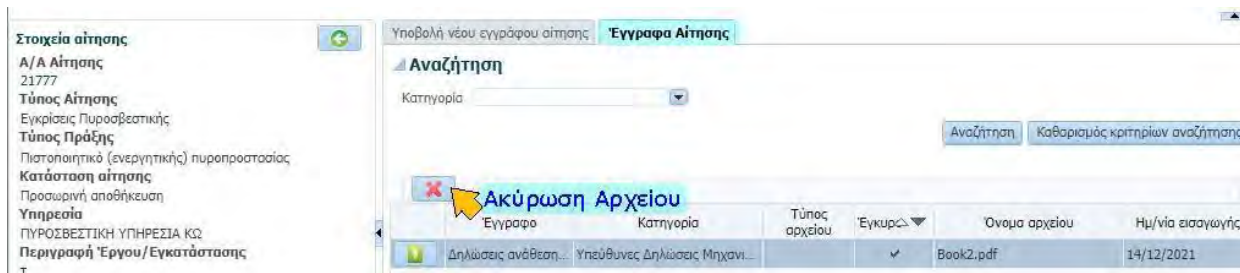 Στοιχεία αίτησης
Α/Α Αίτησης
21777
Τύπος Αίτησης
Εγκρίσεις Πυροσβεστικής
Τύπος Πράξης
Πιστοποιητικό (ενεργητικής) πυροπροστασίας
Κατάσταση αίτησης
Προσωρινή αποθήκευση
Υπηρεσία
ΠΥΡΟΣΒΕΣΤΙΚΗ ΥΠΗΡΕΣΙΑ ΚΩ
Περιγραφή Έργου/Εγκατάστασης
Υποβολή νέου εγγράφου αίτησης Έγγραφα Αίτησης
Αναζήτηση
Κατηγορία
Αναζήτηση Καθαρισμός κριτηρίων αναζήτησης
Ακύρωση Αρχείου
Έγγραφο Κατηγορία Τύπος αρχείου Έγκυρ Όνομα αρχείου Ημ/νία εισαγωγής
Δηλώσεις ανάθεση... Υπεύθυνες Δηλώσεις Μηχανι... Book2.pdf 14/12/2021